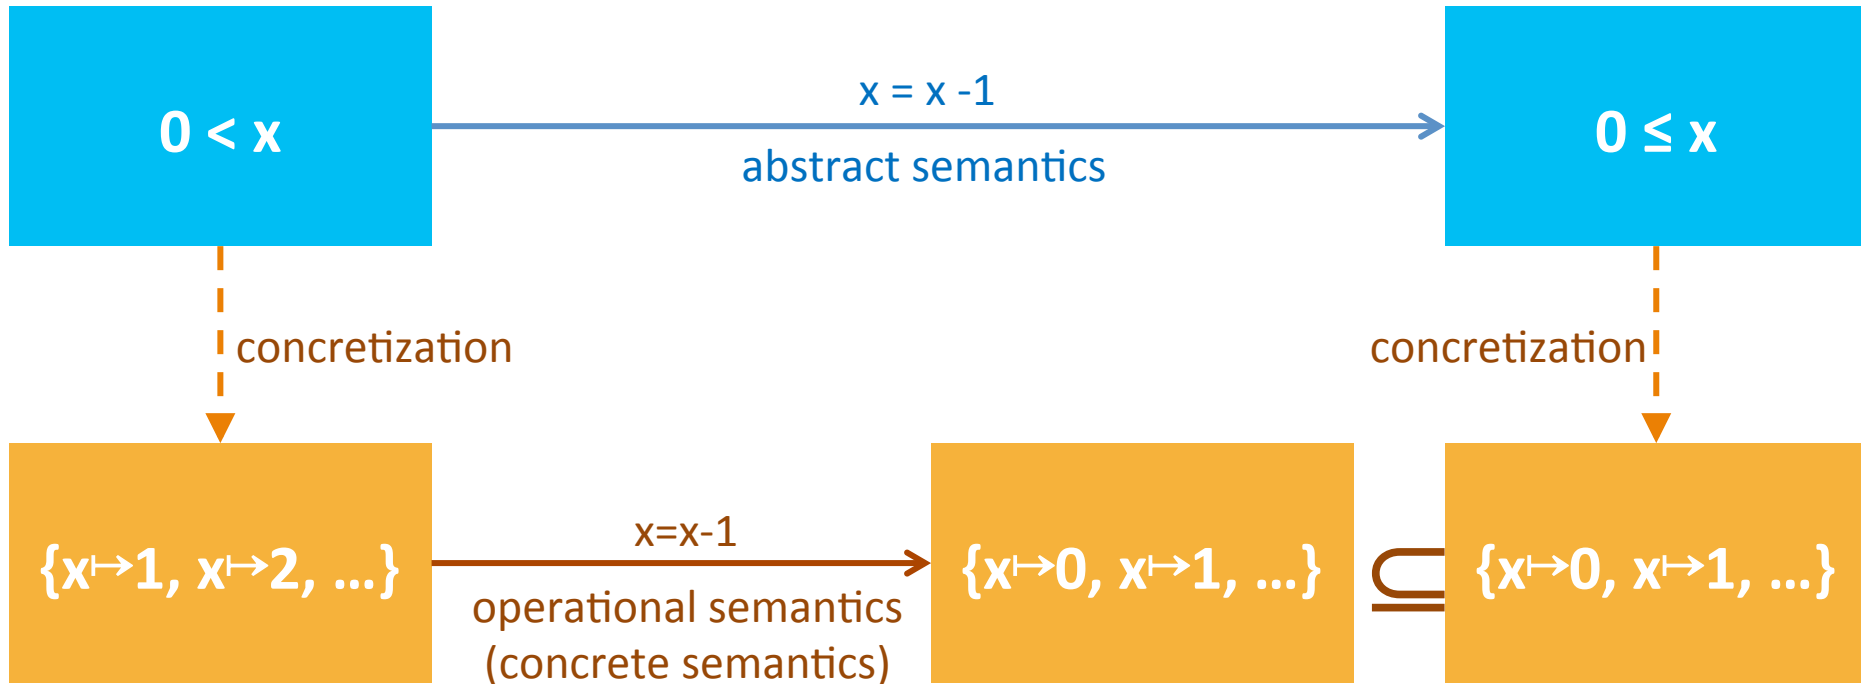 x = x -1
0 < x
0 ≤ x
abstract semantics
concretization
concretization
x=x-1
{x↦1, x↦2, …}
{x↦0, x↦1, …}
⊆
{x↦0, x↦1, …}
operational semantics
(concrete semantics)